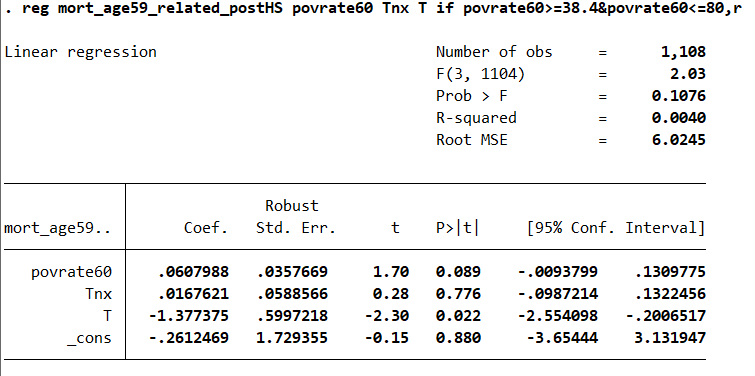 . reg mort_age59_related_postHS povrate60 Tnx T if povrate60>=38.4&povrate60<=80,r
Linear regression Number of obs = 1,108
F(3, 1104) = 2.03
Prob > F = 0.1076
R-squared = 0.0040
Root MSE = 6.0245
Robust
mort_age59.. Coef. Std. Err. t P>|t| [95% Conf. Interval]
povrate60 .0607988 .0357669 1.70 0.089 -.0093799 .1309775
Tnx .0167621 .0588566 0.28 0.776 -.0987214 .1322456
T -1.377375 .5997218 -2.30 0.022 -2.554098 -.2006517
_cons -.2612469 1.729355 -0.15 0.880 -3.65444 3.131947